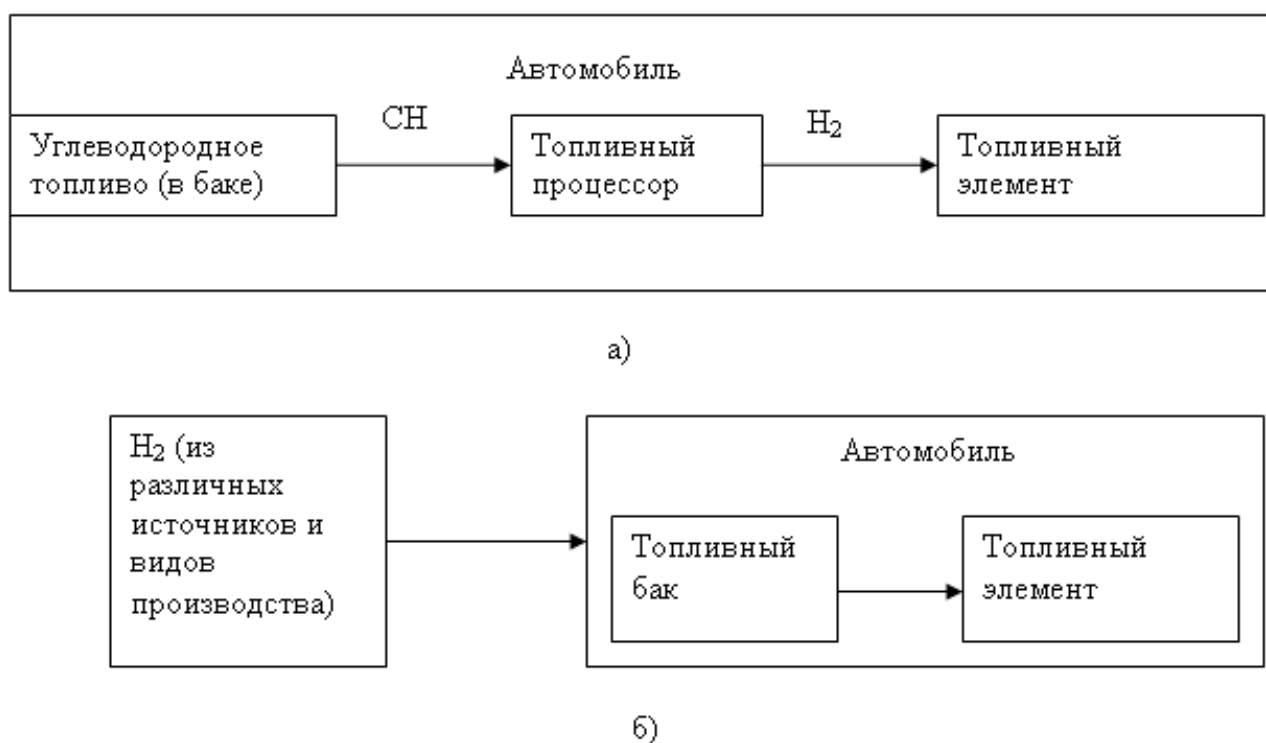 Автомобиль
CH
H₂
Углеводородное
топливо (в баке)
Топливный
процессор
Топливный
элемент
а)
H₂ (из
различных
источников и
видов
производства)
Автомобиль
Топливный
бак
Топливный
элемент
б)